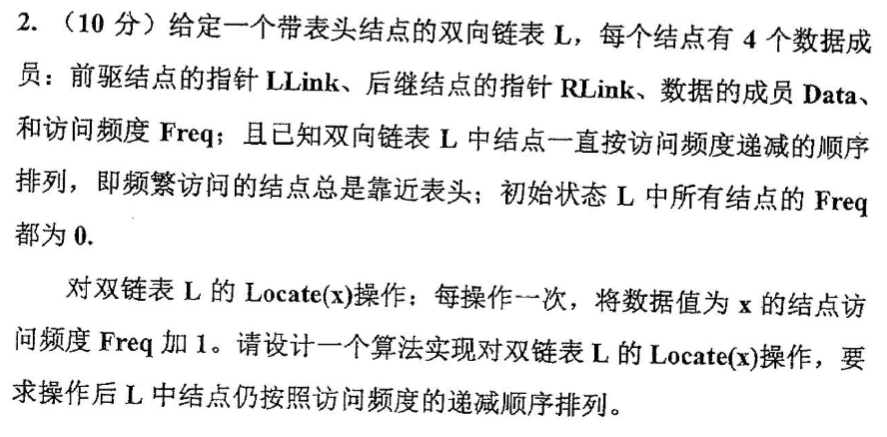 2. （10 分）给定一个带表头结点的双向链表 L，每个结点有 4 个数据成
员：前驱结点的指针 LLink、后继结点的指针 RLink、数据的成员 Data、
和访问频度 Freq；且已知双向链表 L 中结点一直按访问频度递减的顺序
排列，即频繁访问的结点总是靠近表头；初始状态 L 中所有结点的 Freq
都为 0.
对双链表 L 的 Locate(x)操作：每操作一次，将数据值为 x 的结点访
问频度 Freq 加 1。请设计一个算法实现对双链表 L 的 Locate(x)操作，要
求操作后 L 中结点仍按照访问频度的递减顺序排列。